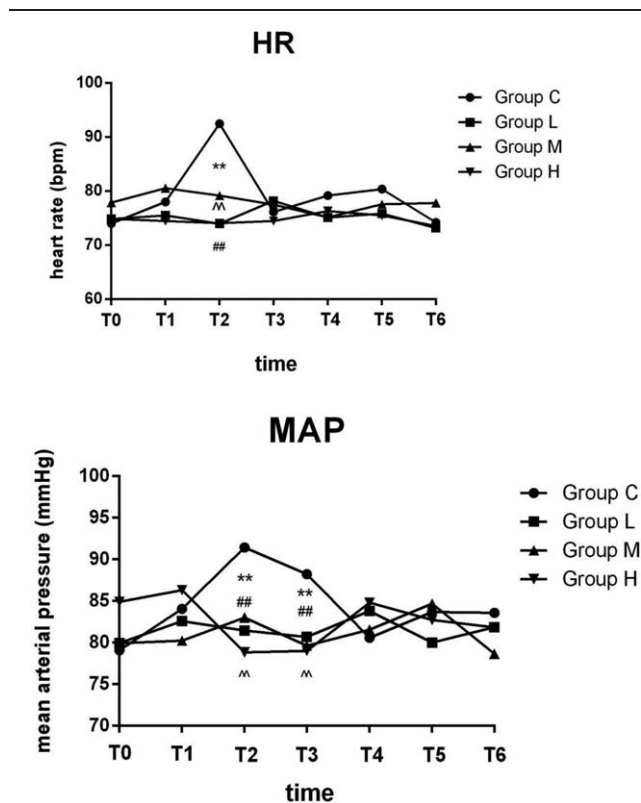 HR
100
90
80
70
60
heart rate (bpm)
**
^^
##
T0 T1 T2 T3 T4 T5 T6
time
Group C
Group L
Group M
Group H
MAP
100
95
90
85
80
75
70
mean arterial pressure (mmHg)
** **
## ##
^^ ^^
T0 T1 T2 T3 T4 T5 T6
time
Group C
Group L
Group M
Group H